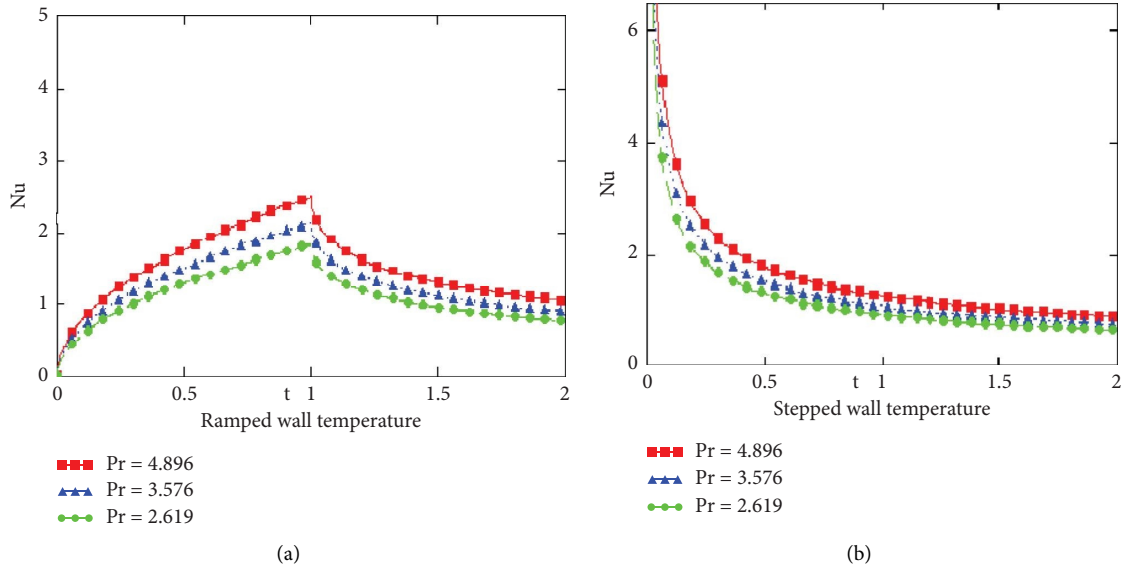 5
4
3
2
1
0
Nu
0 0.5 t 1 1.5 2
Ramped wall temperature
Pr = 4.896
Pr = 3.576
Pr = 2.619
(a)
6
4
2
0
Nu
0 0.5 t 1 1.5 2
Stepped wall temperature
Pr = 4.896
Pr = 3.576
Pr = 2.619
(b)